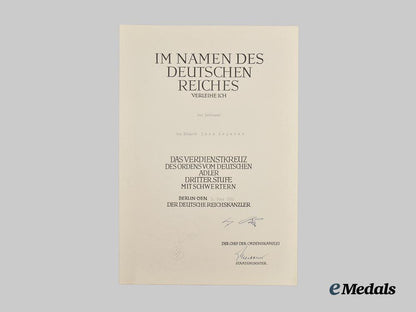 IM NAMEN DES
DEUTSCHEN
REICHES
VERLEIHE ICH
DAS VERDIENSTKREUZ
DES ORDENS VOM DEUTSCHEN
ADLER
DRITTER STUFE
MIT SCHWERTERN
BERLIN · DEN
DER DEUTSCHE REICHSKANZLER
DER CHEF DER ORDENSKANZLEI
STAATSMINISTER
eMedals